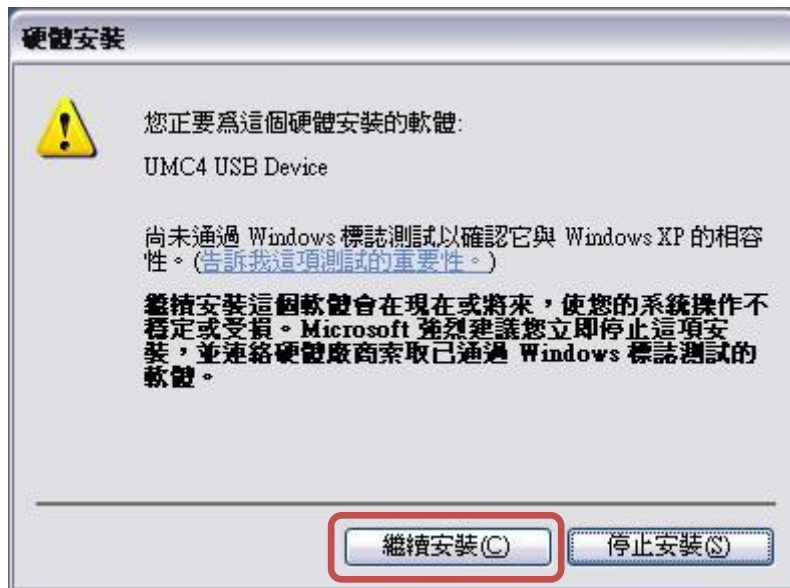 硬體安裝
您正要爲這個硬體安裝的軟體:
UMC4 USB Device
尚未通過 Windows 標誌測試以確認它與 Windows XP 的相容
性。(告訴我這項測試的重要性。)
繼續安裝這個軟體會在現在或將來，使您的系統操作不
穩定或受損。Microsoft 強烈建議您立即停止這項安
裝，並連絡硬體廠商索取已通過 Windows 標誌測試的
軟體。
繼續安裝(C)
停止安裝(S)